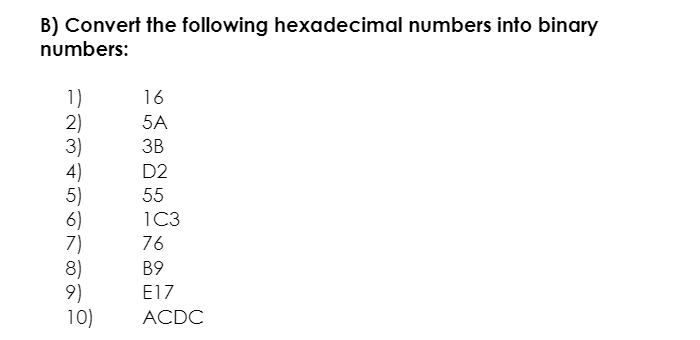 B) Convert the following hexadecimal numbers into binary
numbers:
1) 16
2) 5A
3) 3B
4) D2
5) 55
6) 1C3
7) 76
8) B9
9) E17
10) ACDC